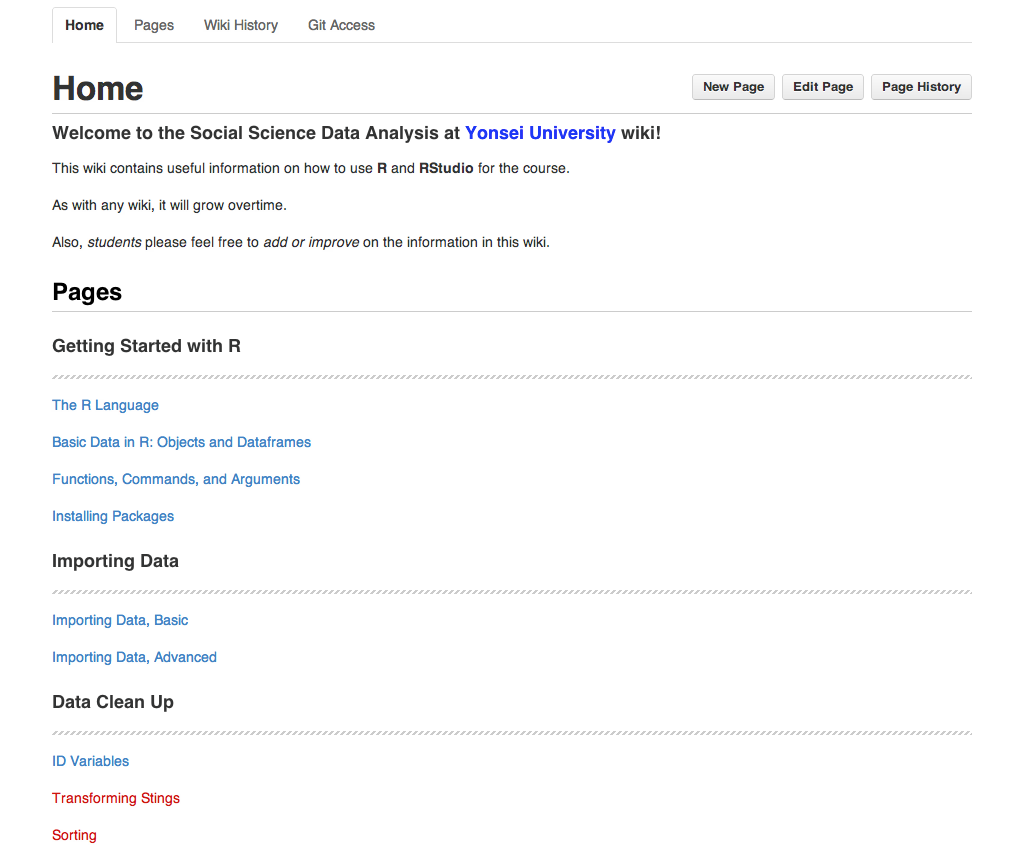 Home Pages Wiki History Git Access
Home
New Page Edit Page Page History
Welcome to the Social Science Data Analysis at Yonsei University wiki!
This wiki contains useful information on how to use R and RStudio for the course.
As with any wiki, it will grow overtime.
Also, students please feel free to add or improve on the information in this wiki.
Pages
Getting Started with R
The R Language
Basic Data in R: Objects and Dataframes
Functions, Commands, and Arguments
Installing Packages
Importing Data
Importing Data, Basic
Importing Data, Advanced
Data Clean Up
ID Variables
Transforming Stings
Sorting